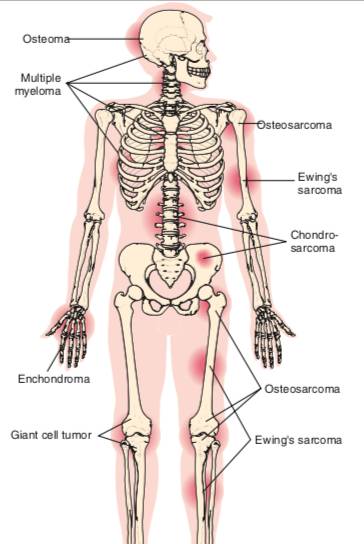 Osteoma
Multiple
myeloma
Osteosarcoma
Ewing's
sarcoma
Chondro-
sarcoma
Enchondroma
Osteosarcoma
Giant cell tumor
Ewing's sarcoma